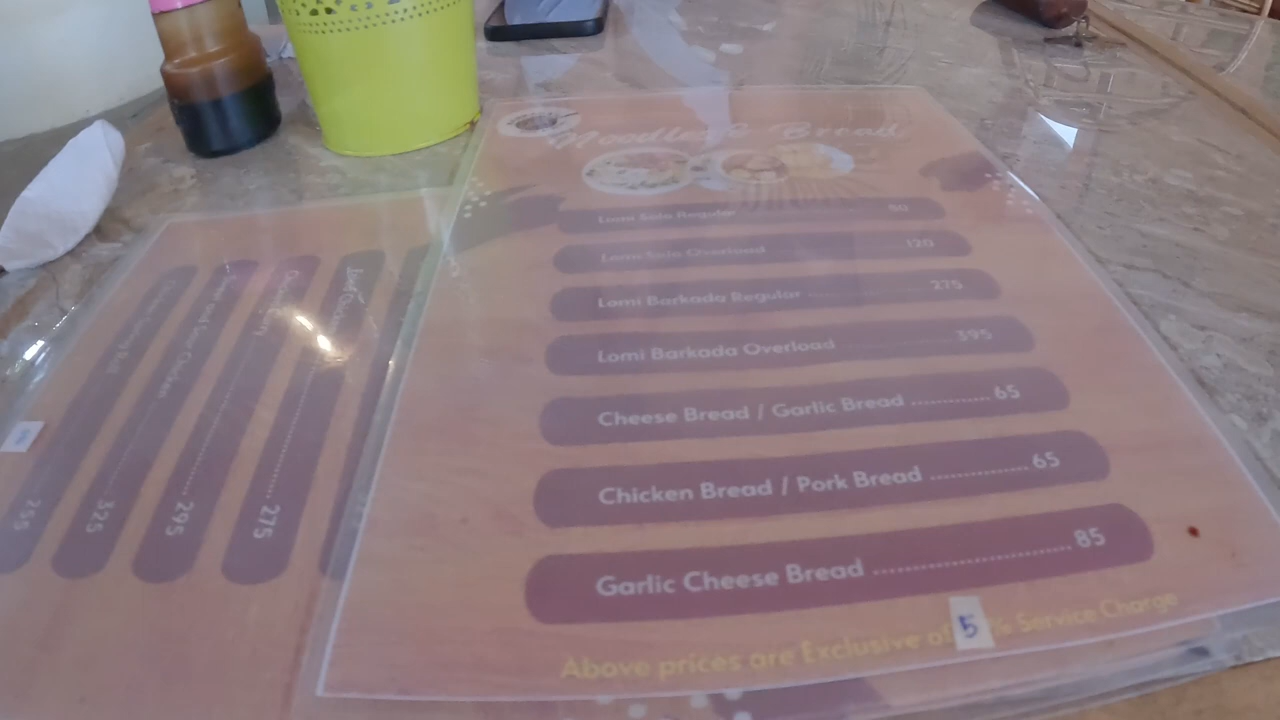 Noodles & Bread
Lomi Solo Regular 80
Lomi Solo Overload 120
Lomi Barkada Regular ............ 275
Lomi Barkada Overload ............ 395
Cheese Bread / Garlic Bread ............ 65
Chicken Bread / Pork Bread ............ 65
Garlic Cheese Bread ............................ 85
Above prices are Exclusive of 5% Service Charge
275
295
325
255